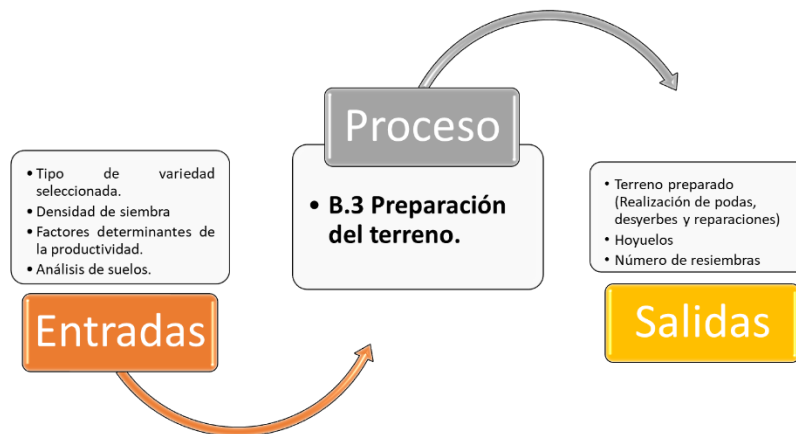 • Tipo de variedad
seleccionada.
• Densidad de siembra
• Factores determinantes de
la productividad.
• Análisis de suelos.
Entradas
Proceso
• B.3 Preparación
del terreno.
• Terreno preparado
(Realización de podas,
desyerbes y reparaciones)
• Hoyuelos
• Número de resiembras
Salidas